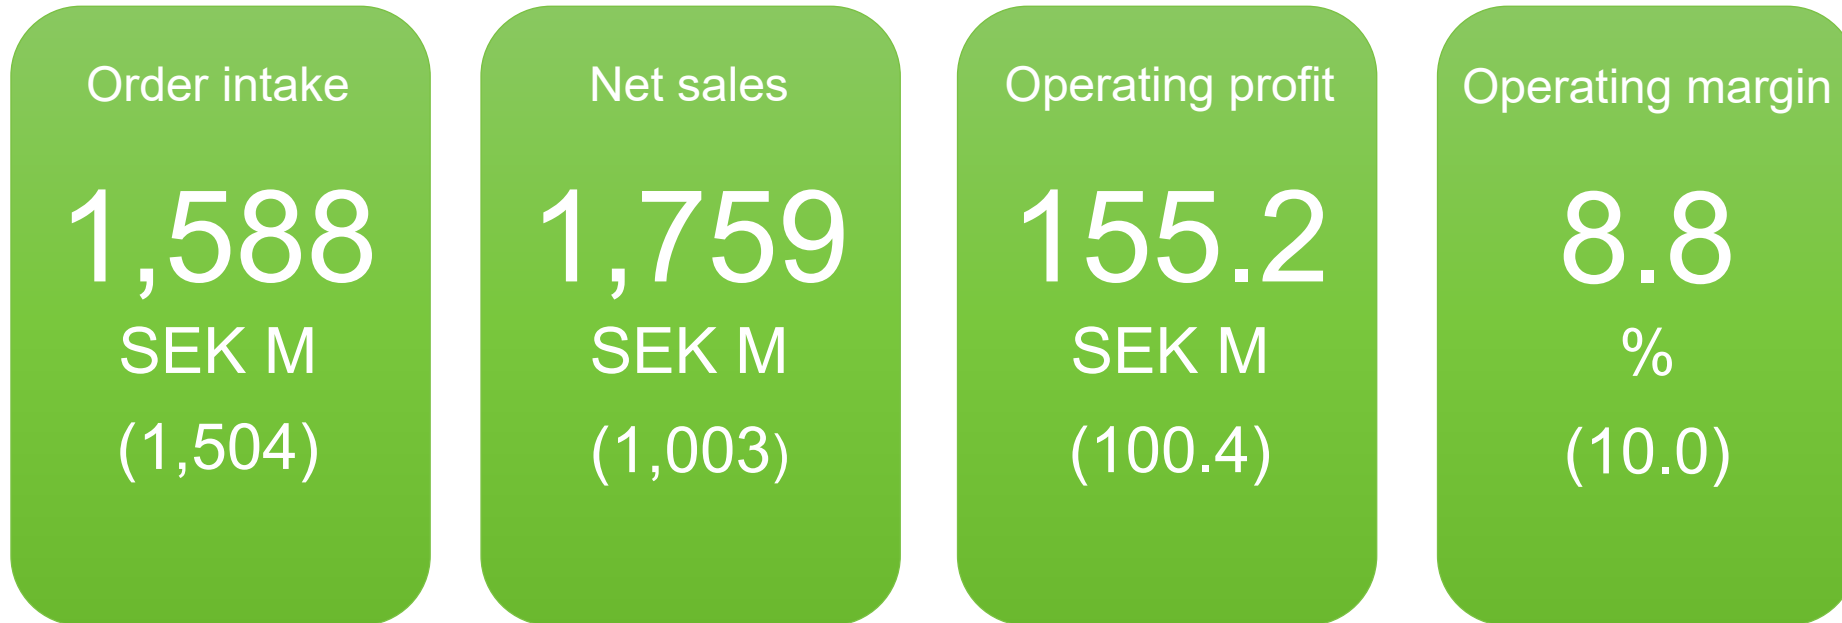 Order intake
1,588
SEK M
(1,504)
Net sales
1,759
SEK M
(1,003)
Operating profit
155.2
SEK M
(100.4)
Operating margin
8.8
%
(10.0)